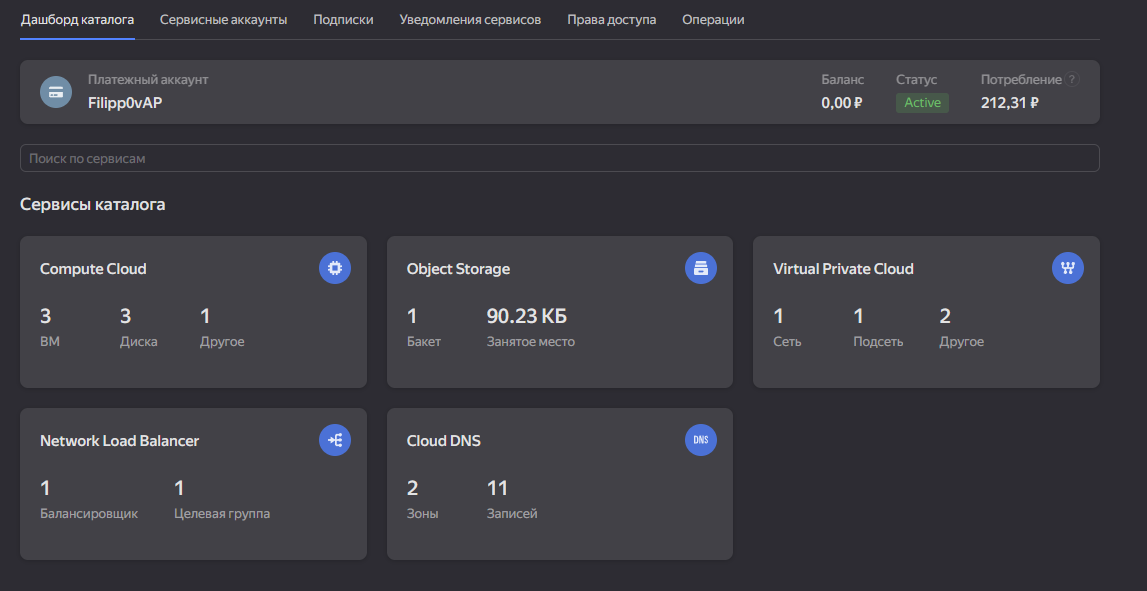 Дашборд каталога Сервисные аккаунты Подписки Уведомления сервисов Права доступа Операции
Платежный аккаунт Баланс Статус Потребление ?
Filipp0vAP 0,00 ₽ Active 212,31 ₽
Поиск по сервисам
Сервисы каталога
Compute Cloud
3 3 1
ВМ Диска Другое
Object Storage
1 90.23 КБ
Бакет Занятое место
Virtual Private Cloud
1 1 2
Сеть Подсеть Другое
Network Load Balancer
1 1
Балансировщик Целевая группа
Cloud DNS
DNS
2 11
Зоны Записей